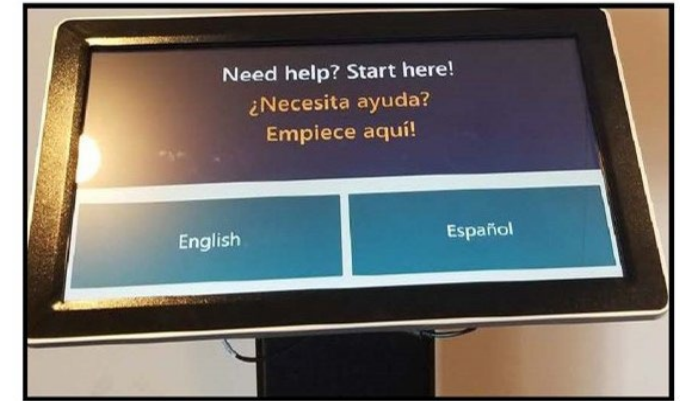 Need help? Start here!
¿Necesita ayuda?
Empiece aquí!
English
Español